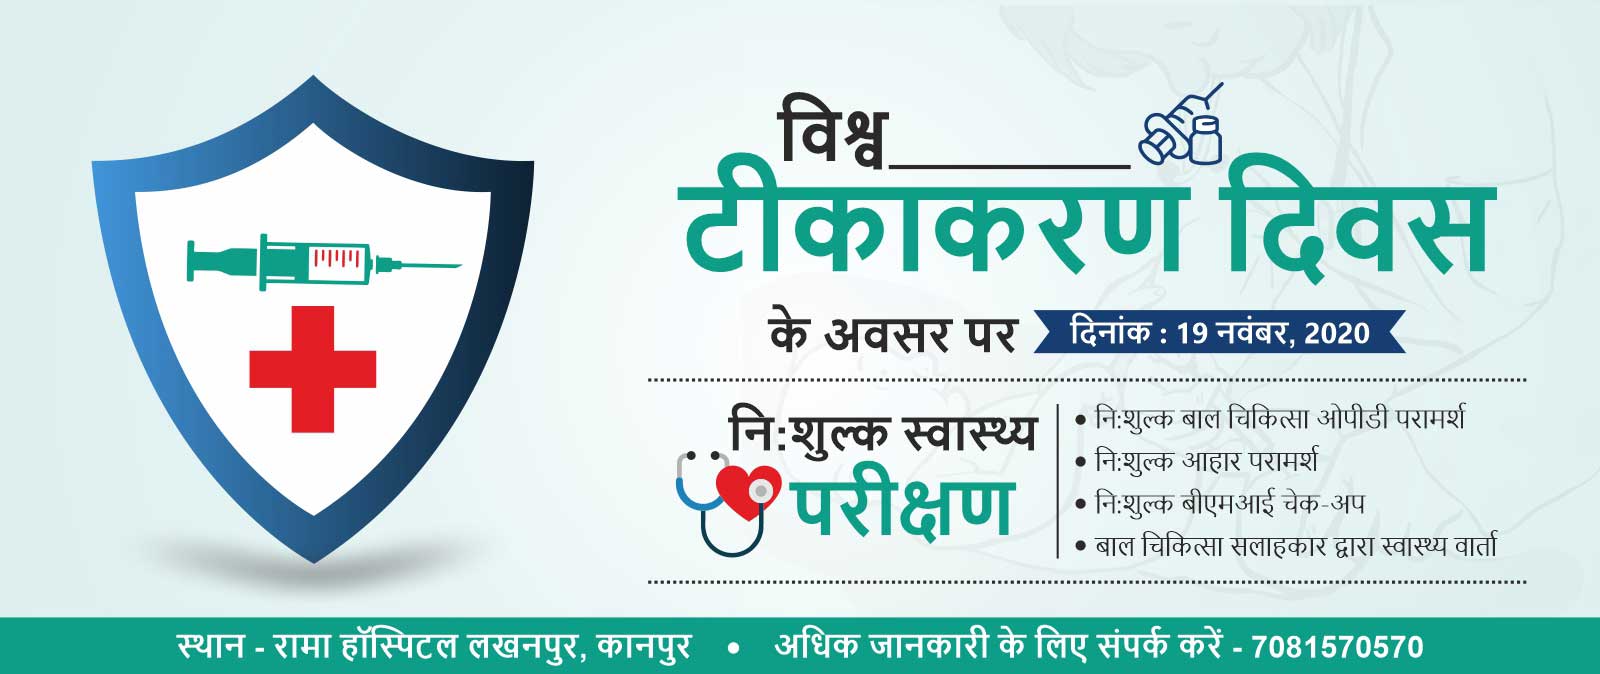 विश्व
टीकाकरण दिवस
के अवसर पर दिनांक : 19 नवंबर, 2020
नि:शुल्क स्वास्थ्य
परीक्षण
• नि:शुल्क बाल चिकित्सा ओपीडी परामर्श
• नि:शुल्क आहार परामर्श
• नि:शुल्क बीएमआई चेक-अप
• बाल चिकित्सा सलाहकार द्वारा स्वास्थ्य वार्ता
स्थान - रामा हॉस्पिटल लखनपुर, कानपुर • अधिक जानकारी के लिए संपर्क करें - 7081570570